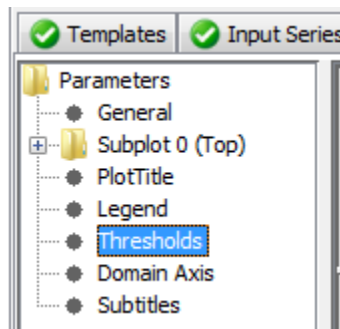 Templates Input Series
Parameters
General
Subplot 0 (Top)
PlotTitle
Legend
Thresholds
Domain Axis
Subtitles